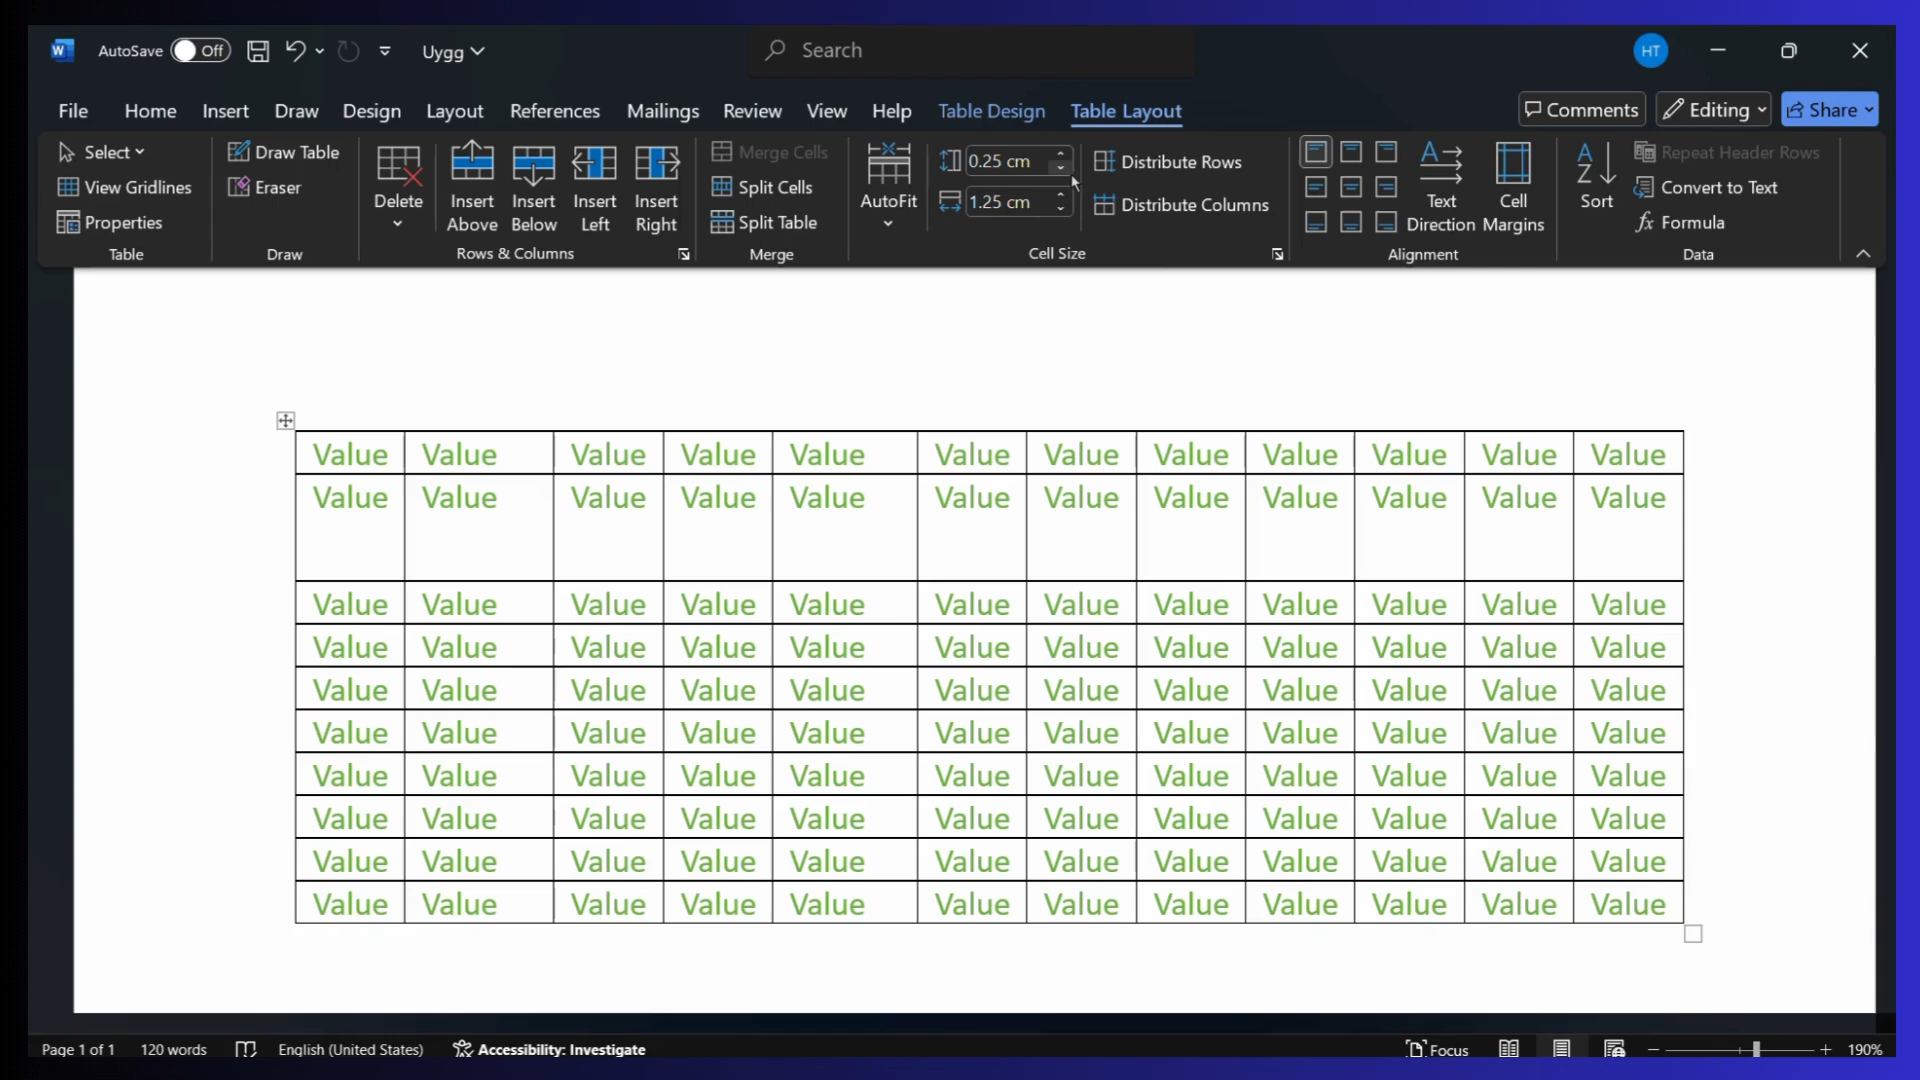 W AutoSave Off Uygg Search HT
File Home Insert Draw Design Layout References Mailings Review View Help Table Design Table Layout Comments Editing Share
Select
View Gridlines
Properties
Table
Draw Table
Eraser
Draw
Delete
Insert Above
Insert Below
Insert Left
Insert Right
Rows & Columns
Merge Cells
Split Cells
Split Table
Merge
AutoFit
0.25 cm
1.25 cm
Distribute Rows
Distribute Columns
Cell Size
Text Direction
Cell Margins
Alignment
A Z Sort
Repeat Header Rows
Convert to Text
fx Formula
Data
Value Value Value Value Value Value Value Value Value Value Value Value
Value Value Value Value Value Value Value Value Value Value Value Value
Value Value Value Value Value Value Value Value Value Value Value Value
Value Value Value Value Value Value Value Value Value Value Value Value
Value Value Value Value Value Value Value Value Value Value Value Value
Value Value Value Value Value Value Value Value Value Value Value Value
Value Value Value Value Value Value Value Value Value Value Value Value
Value Value Value Value Value Value Value Value Value Value Value Value
Value Value Value Value Value Value Value Value Value Value Value Value
Value Value Value Value Value Value Value Value Value Value Value Value
Page 1 of 1 120 words English (United States) Accessibility: Investigate Focus 190%